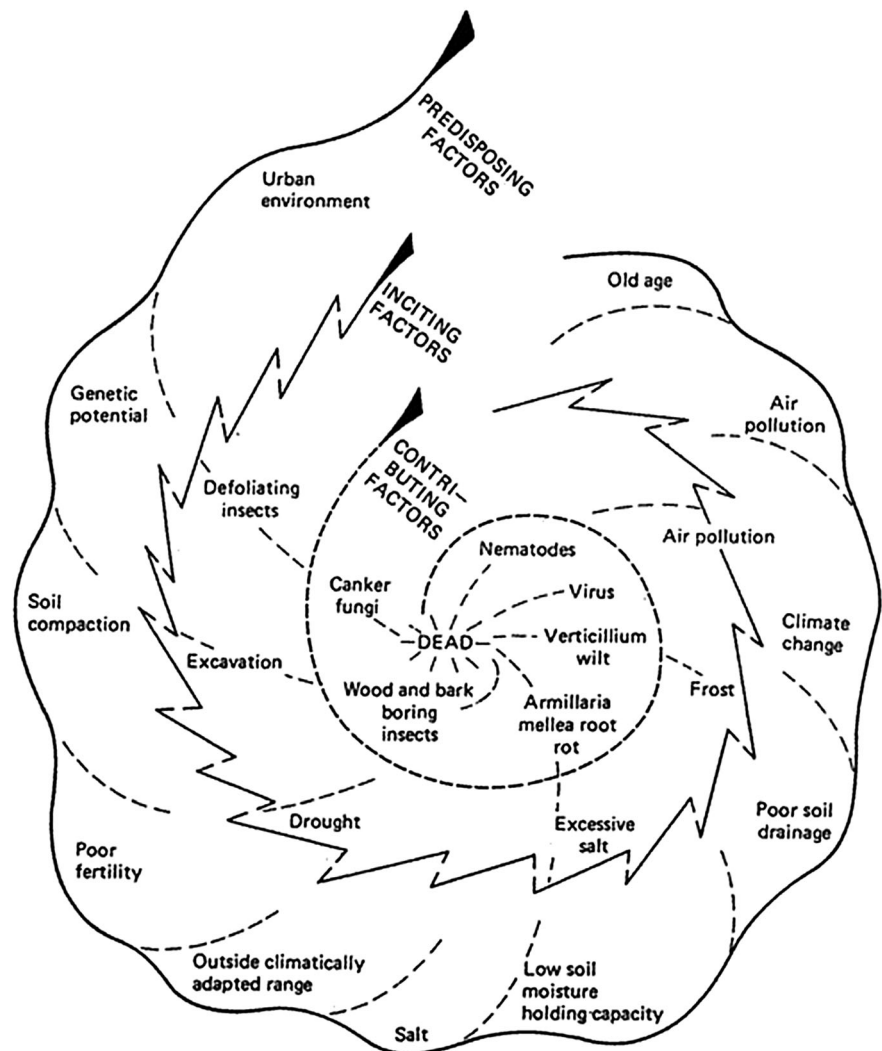 PREDISPOSING
FACTORS
Urban
environment
INCITING
FACTORS
Old age
Genetic
potential
CONTRI–
BUTING
FACTORS
Air
pollution
Defoliating
insects
Air pollution
Nematodes
Canker
fungi
Virus
Soil
compaction
Climate
change
–DEAD–
Verticillium
wilt
Excavation
Wood and bark
boring
insects
Armillaria
mellea root
rot
Frost
Drought
Excessive
salt
Poor soil
drainage
Poor
fertility
Outside climatically
adapted range
Low soil
moisture
holding capacity
Salt